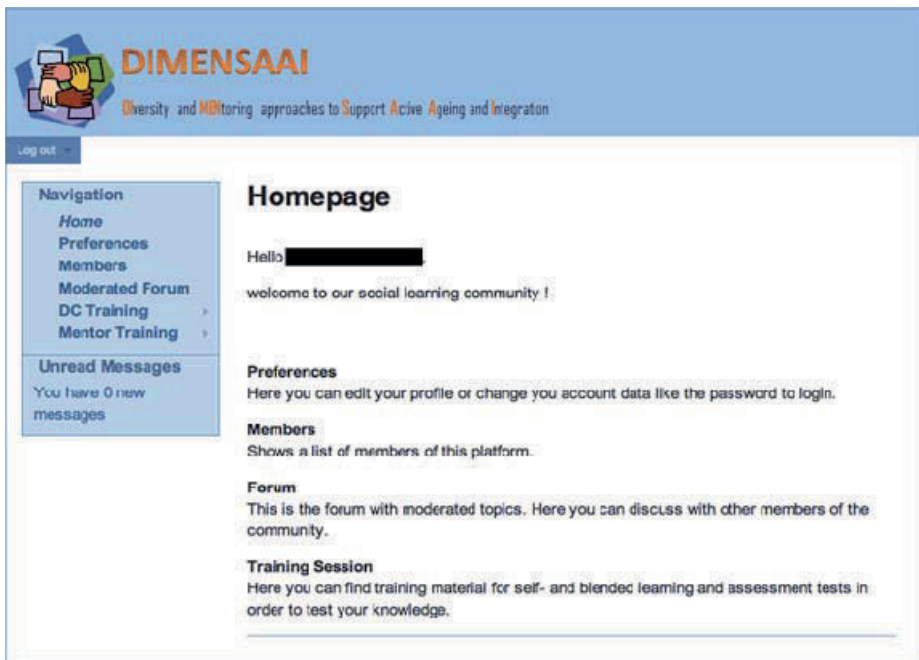 DIMENSAAI
DIversity and MENtoring approaches to Support Active Ageing and Integraton
Log out
Navigation
Home
Preferences
Members
Moderated Forum
DC Training
Mentor Training
Unread Messages
You have 0 new
messages
Homepage
Hello ,
welcome to our social learning community !
Preferences
Here you can edit your profile or change you account data like the password to login.
Members
Shows a list of members of this platform.
Forum
This is the forum with moderated topics. Here you can discuss with other members of the
community.
Training Session
Here you can find training material for self- and blended learning and assessment tests in
order to test your knowledge.